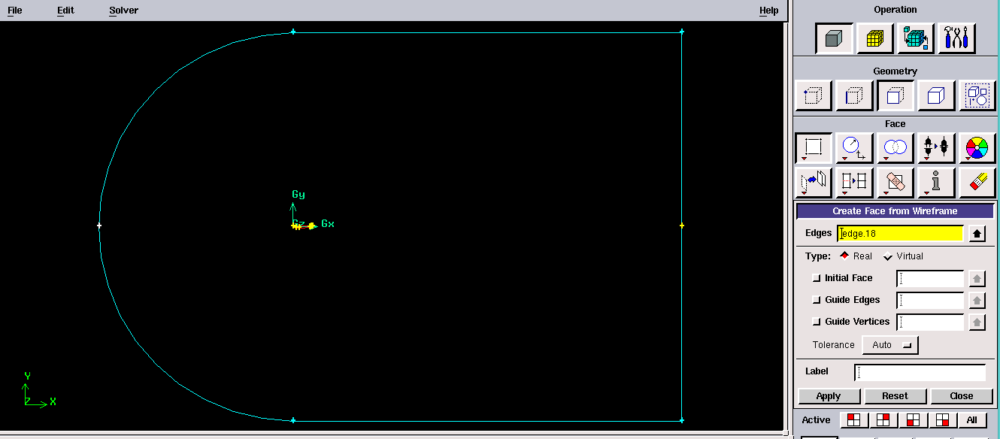 File Edit Solver Help
Operation
Geometry
Face
Create Face from Wireframe
Edges edge.18
Type: Real Virtual
Initial Face
Guide Edges
Guide Vertices
Tolerance Auto
Label
Apply Reset Close
Active All
Gy
Gz Gx
Y
Z X